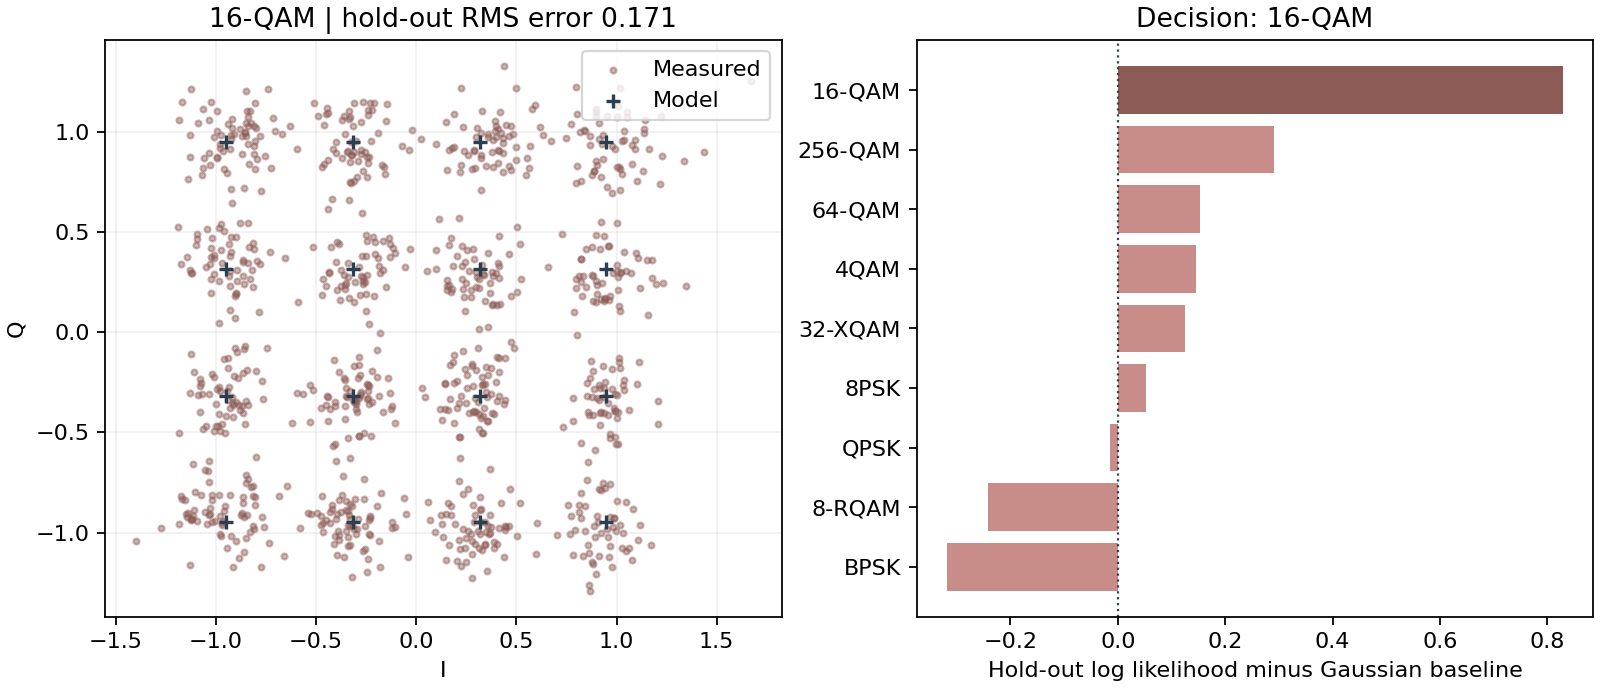 16-QAM | hold-out RMS error 0.171
Measured
Model
1.0
0.5
0.0
−0.5
−1.0
Q
−1.5
−1.0
−0.5
0.0
0.5
1.0
1.5
I
Decision: 16-QAM
16-QAM
256-QAM
64-QAM
4QAM
32-XQAM
8PSK
QPSK
8-RQAM
BPSK
−0.2
0.0
0.2
0.4
0.6
0.8
Hold-out log likelihood minus Gaussian baseline